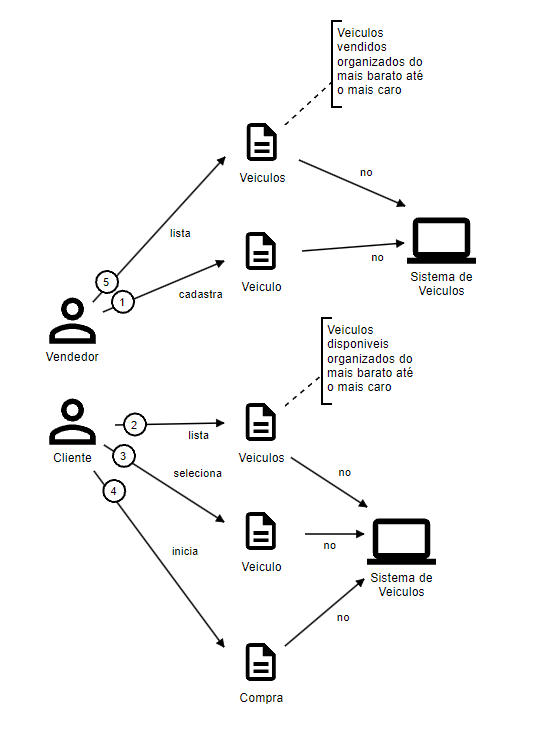 Veiculos
vendidos
organizados do
mais barato até
o mais caro
Veiculos
no
lista
5
1
cadastra
Veiculo
no
Sistema de
Veiculos
Vendedor
Veiculos
disponiveis
organizados do
mais barato até
o mais caro
Cliente
2
lista
Veiculos
3
seleciona
no
4
Veiculo
no
inicia
Sistema de
Veiculos
no
Compra